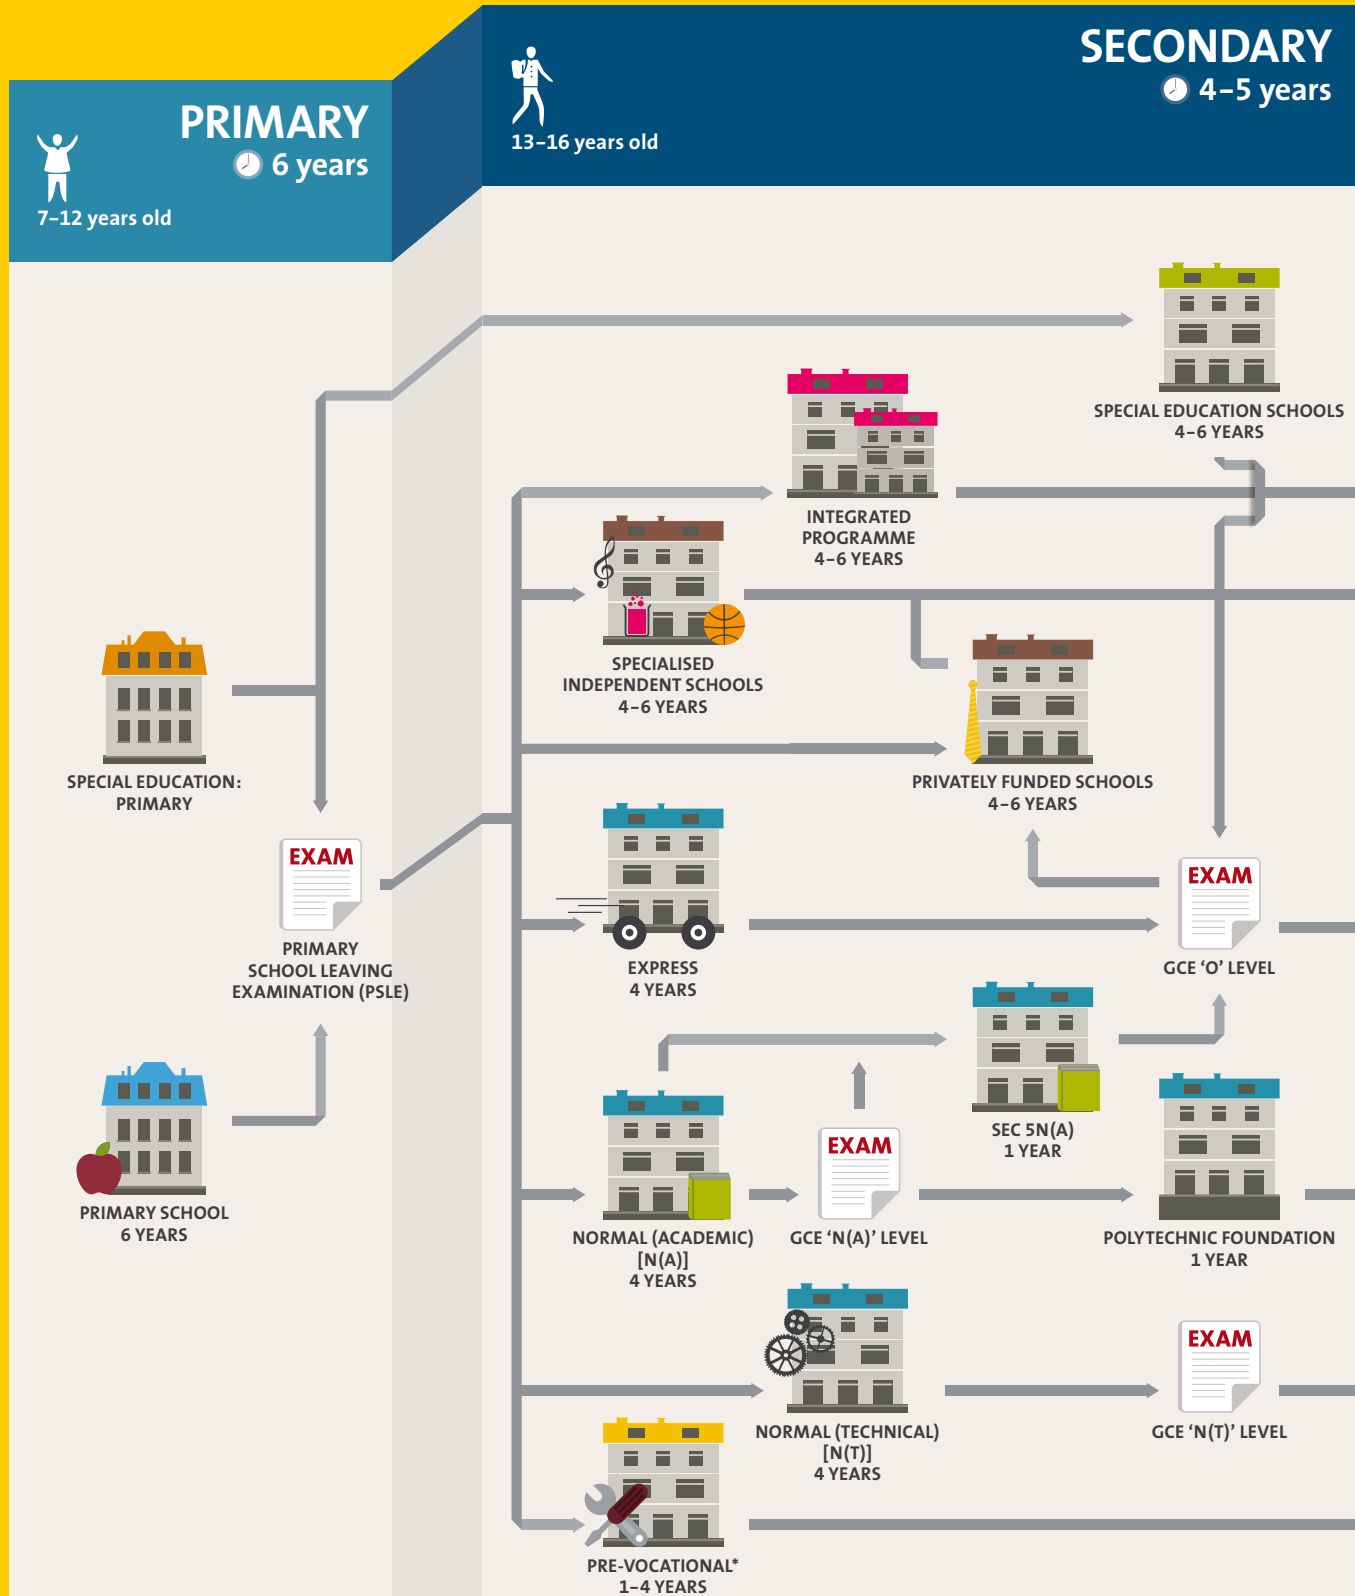 PRIMARY
6 years
7–12 years old
SECONDARY
4–5 years
13–16 years old
SPECIAL EDUCATION SCHOOLS
4–6 YEARS
INTEGRATED
PROGRAMME
4–6 YEARS
SPECIALISED
INDEPENDENT SCHOOLS
4–6 YEARS
SPECIAL EDUCATION:
PRIMARY
PRIVATELY FUNDED SCHOOLS
4–6 YEARS
EXAM
PRIMARY
SCHOOL LEAVING
EXAMINATION (PSLE)
EXPRESS
4 YEARS
EXAM
GCE ‘O’ LEVEL
PRIMARY SCHOOL
6 YEARS
SEC 5N(A)
1 YEAR
NORMAL (ACADEMIC)
[N(A)]
4 YEARS
EXAM
GCE ‘N(A)’ LEVEL
POLYTECHNIC FOUNDATION
1 YEAR
NORMAL (TECHNICAL)
[N(T)]
4 YEARS
EXAM
GCE ‘N(T)’ LEVEL
PRE-VOCATIONAL*
1–4 YEARS